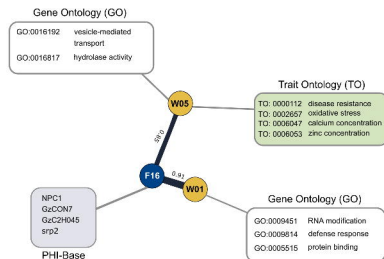 Gene Ontology (GO)
GO:0016192 vesicle-mediated
transport
GO:0016817 hydrolase activity
W05
Trait Ontology (TO)
TO: 0000112 disease resistance
TO: 0002657 oxidative stress
TO: 0006047 calcium concentration
TO: 0006053 zinc concentration
F16
0,91
W01
NPC1
GzCON7
GzC2H045
srp2
PHI-Base
Gene Ontology (GO)
GO:0009451 RNA modification
GO:0009814 defense response
GO:0005515 protein binding